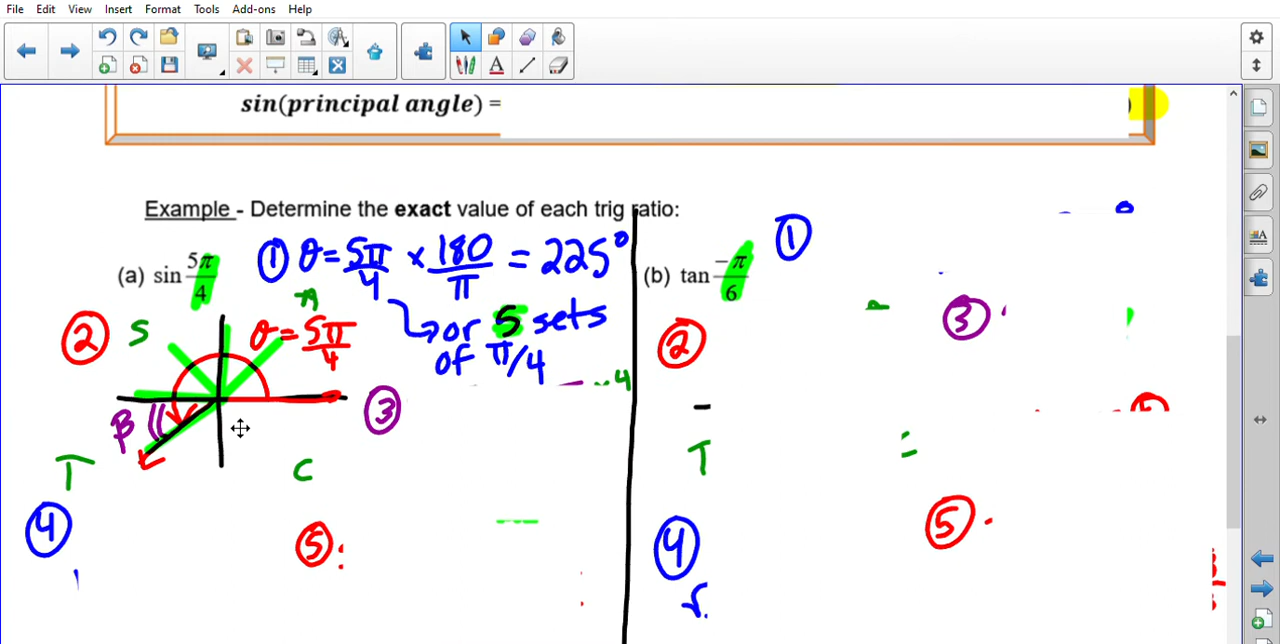 File Edit View Insert Format Tools Add-ons Help
sin(principal angle) =
Example - Determine the exact value of each trig ratio:
(a) sin 5π/4
① θ = 5π/4 × 180/π = 225°
or 5 sets
of π/4
② S A θ = 5π/4
β
③
T C
④
⑤:
(b) tan -π/6
①
②
③
T
④
⑤